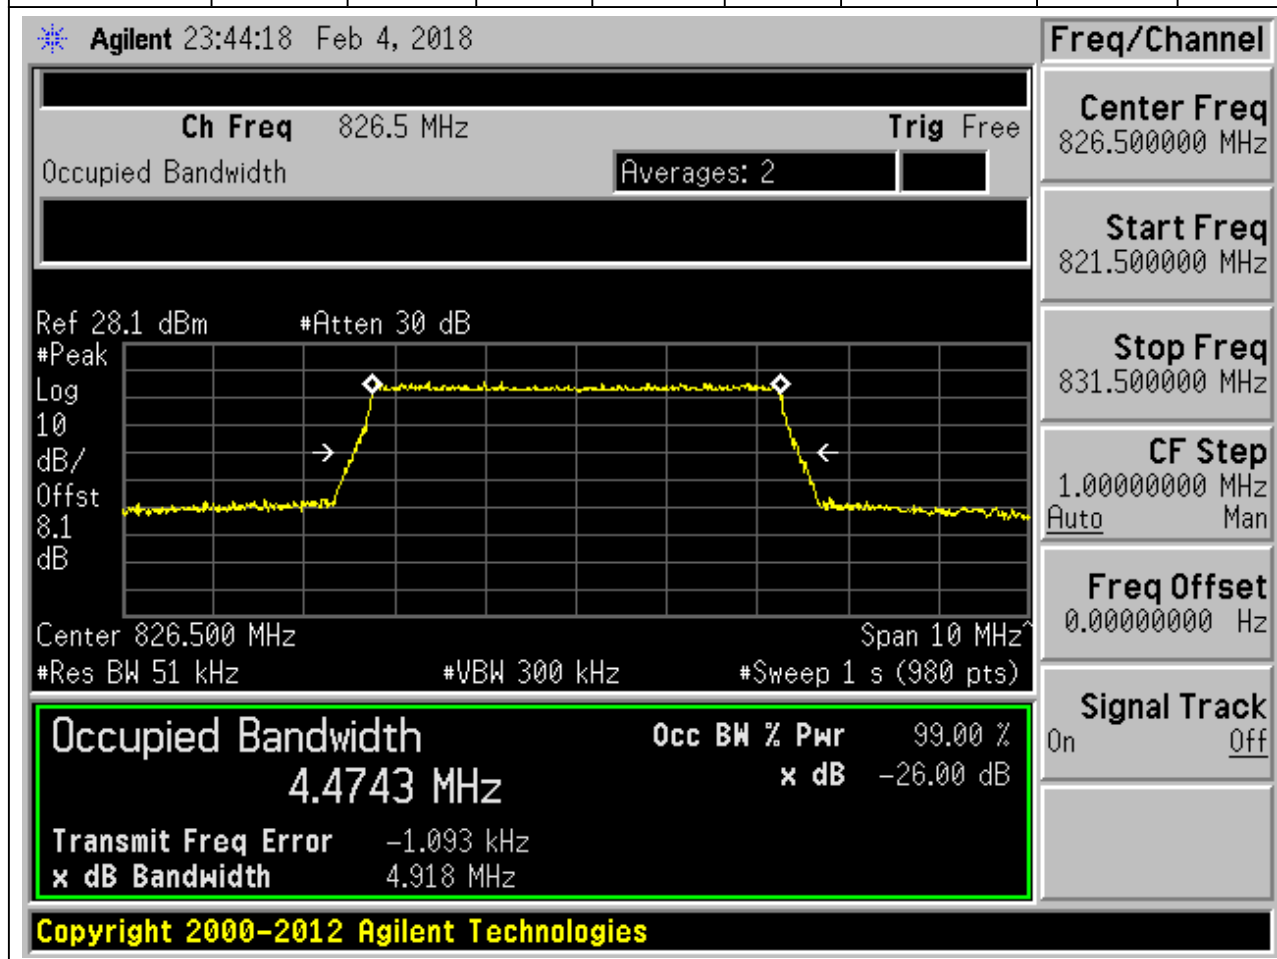 Agilent 23:44:18 Feb 4, 2018
Freq/Channel
Ch Freq 826.5 MHz Trig Free
Occupied Bandwidth Averages: 2
Ref 28.1 dBm #Atten 30 dB
#Peak
Log
10
dB/
Offst
8.1
dB
Center 826.500 MHz Span 10 MHz^
#Res BW 51 kHz #VBW 300 kHz #Sweep 1 s (980 pts)
Occupied Bandwidth Occ BW % Pwr 99.00 %
4.4743 MHz x dB -26.00 dB
Transmit Freq Error -1.093 kHz
x dB Bandwidth 4.918 MHz
Copyright 2000-2012 Agilent Technologies
Center Freq
826.500000 MHz
Start Freq
821.500000 MHz
Stop Freq
831.500000 MHz
CF Step
1.00000000 MHz
Auto Man
Freq Offset
0.00000000 Hz
Signal Track
On Off